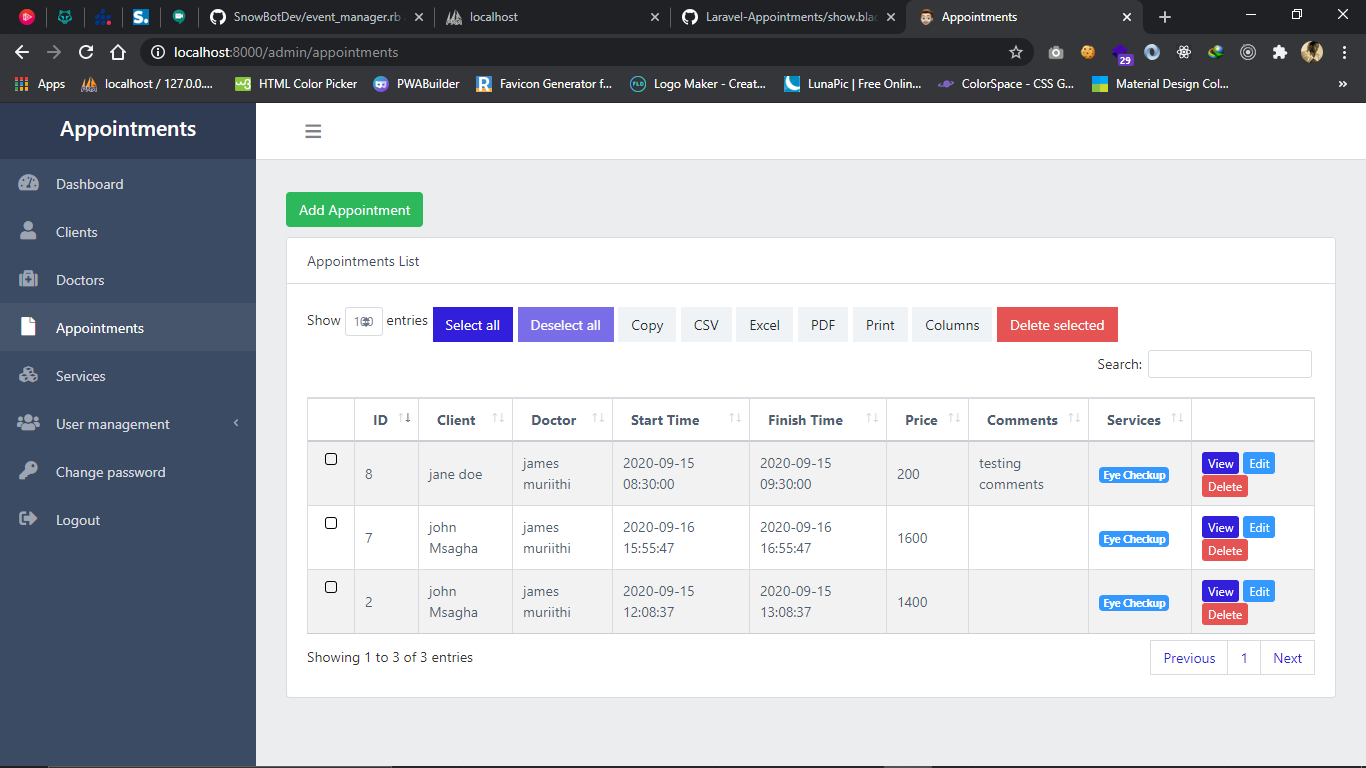 SnowBotDev/event_manager.rb
localhost
Laravel-Appointments/show.bla
Appointments
localhost:8000/admin/appointments
29
Apps
localhost / 127.0.0...
HTML Color Picker
PWABuilder
Favicon Generator f...
Logo Maker - Creat...
LunaPic | Free Onlin...
ColorSpace - CSS G...
Material Design Col...
»
Appointments
Dashboard
Clients
Doctors
Appointments
Services
User management
Change password
Logout
Add Appointment
Appointments List
Show 100 entries Select all Deselect all Copy CSV Excel PDF Print Columns Delete selected
Search:
ID Client Doctor Start Time Finish Time Price Comments Services
8 jane doe james muriithi 2020-09-15 08:30:00 2020-09-15 09:30:00 200 testing comments Eye Checkup View Edit Delete
7 john Msagha james muriithi 2020-09-16 15:55:47 2020-09-16 16:55:47 1600 Eye Checkup View Edit Delete
2 john Msagha james muriithi 2020-09-15 12:08:37 2020-09-15 13:08:37 1400 Eye Checkup View Edit Delete
Showing 1 to 3 of 3 entries
Previous 1 Next